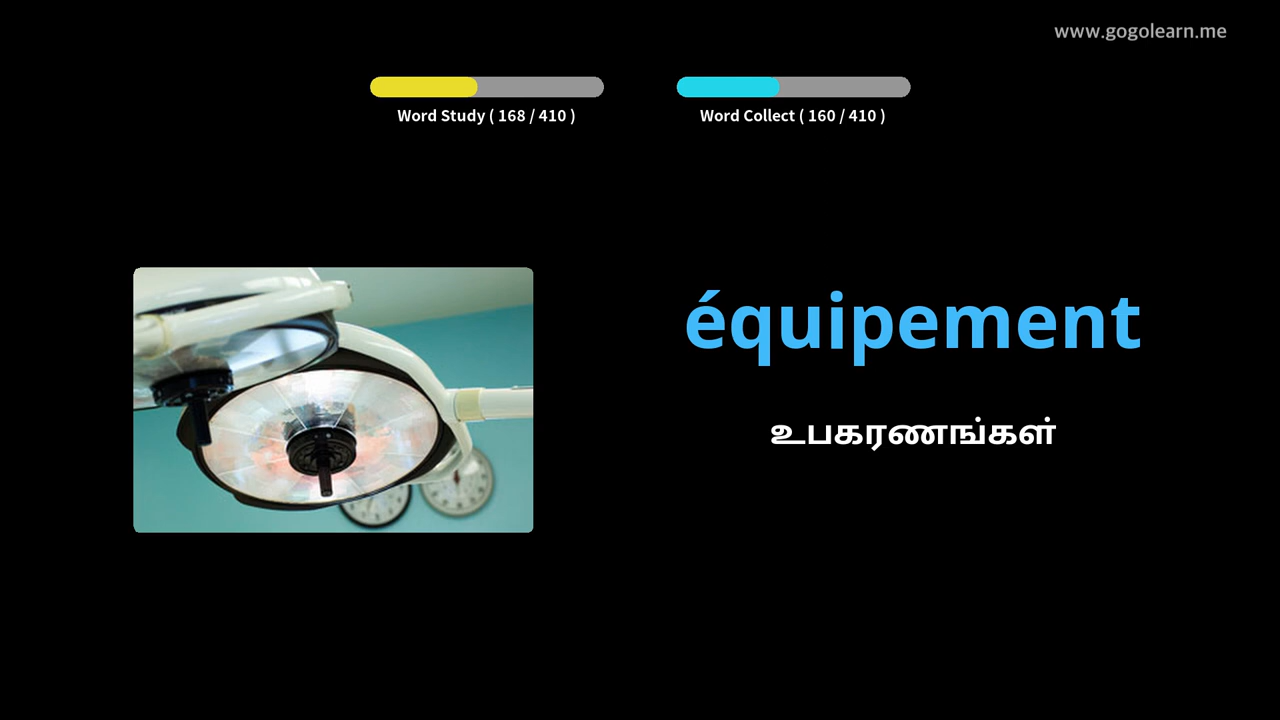 www.gogolearn.me
Word Study ( 168 / 410 )
Word Collect ( 160 / 410 )
équipement
உபகரணங்கள்